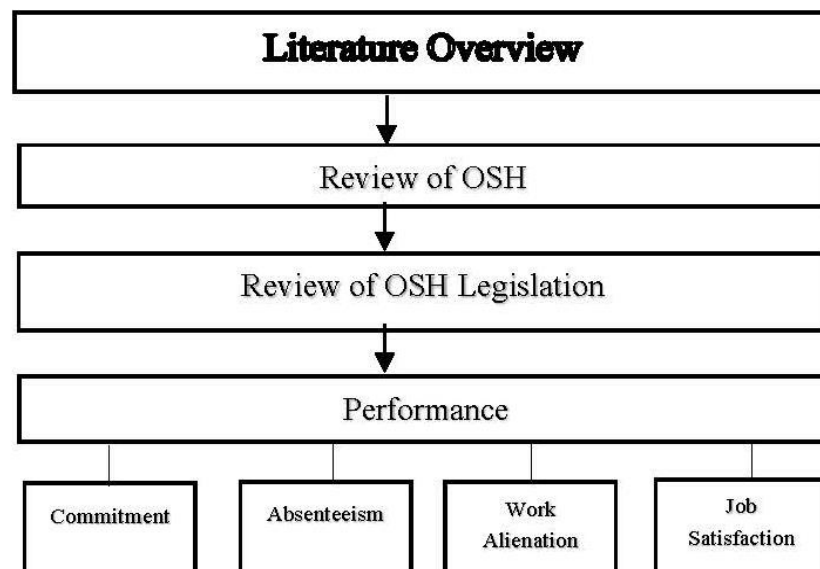 Literature Overview
Review of OSH
Review of OSH Legislation
Performance
Commitment
Absenteeism
Work
Alienation
Job
Satisfaction